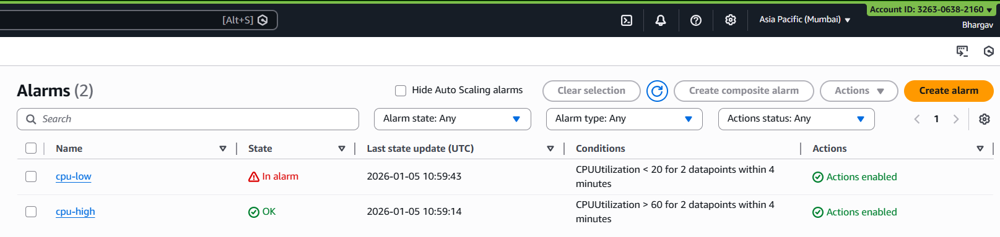 [Alt+S]
Asia Pacific (Mumbai)
Account ID: 3263-0638-2160
Bhargav
Alarms (2)
Hide Auto Scaling alarms
Clear selection
Create composite alarm
Actions
Create alarm
Search
Alarm state: Any
Alarm type: Any
Actions status: Any
1
Name
State
Last state update (UTC)
Conditions
Actions
cpu-low
In alarm
2026-01-05 10:59:43
CPUUtilization < 20 for 2 datapoints within 4
minutes
Actions enabled
cpu-high
OK
2026-01-05 10:59:14
CPUUtilization > 60 for 2 datapoints within 4
minutes
Actions enabled